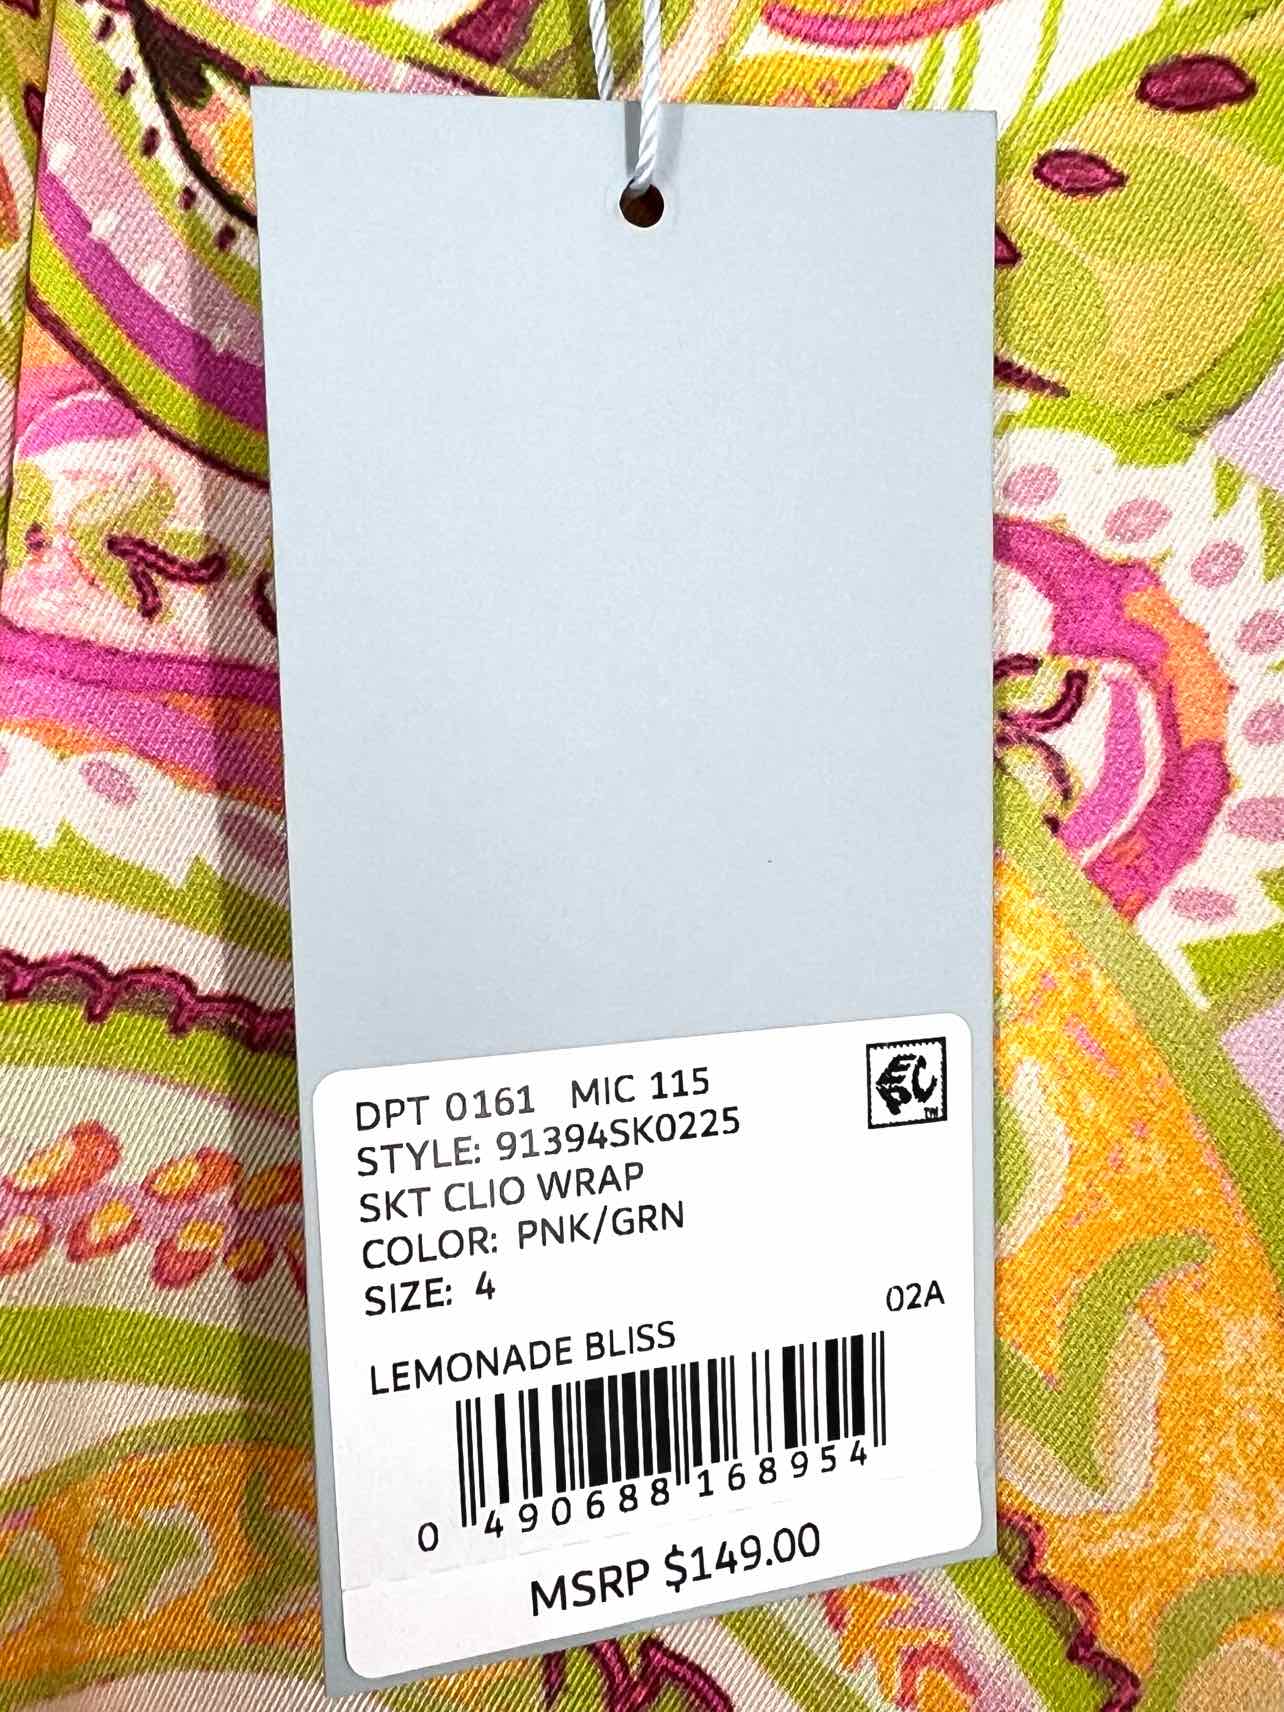 DPT 0161 MIC 115
STYLE: 91394SK0225
SKT CLIO WRAP
COLOR: PNK/GRN
SIZE: 4
02A
LEMONADE BLISS
0 490688 168954
MSRP $149.00